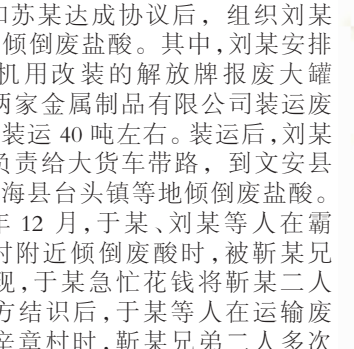 和苏某达成协议后，组织刘某
倾倒废盐酸。其中,刘某安排
机用改装的解放牌报废大罐
两家金属制品有限公司装运废
装运 40 吨左右。装运后,刘某
负责给大货车带路，到文安县
海县台头镇等地倾倒废盐酸。
年 12 月,于某、刘某等人在霸
村附近倾倒废酸时,被靳某兄
现,于某急忙花钱将靳某二人
方结识后,于某等人在运输废
辛章村时,靳某兄弟二人多次